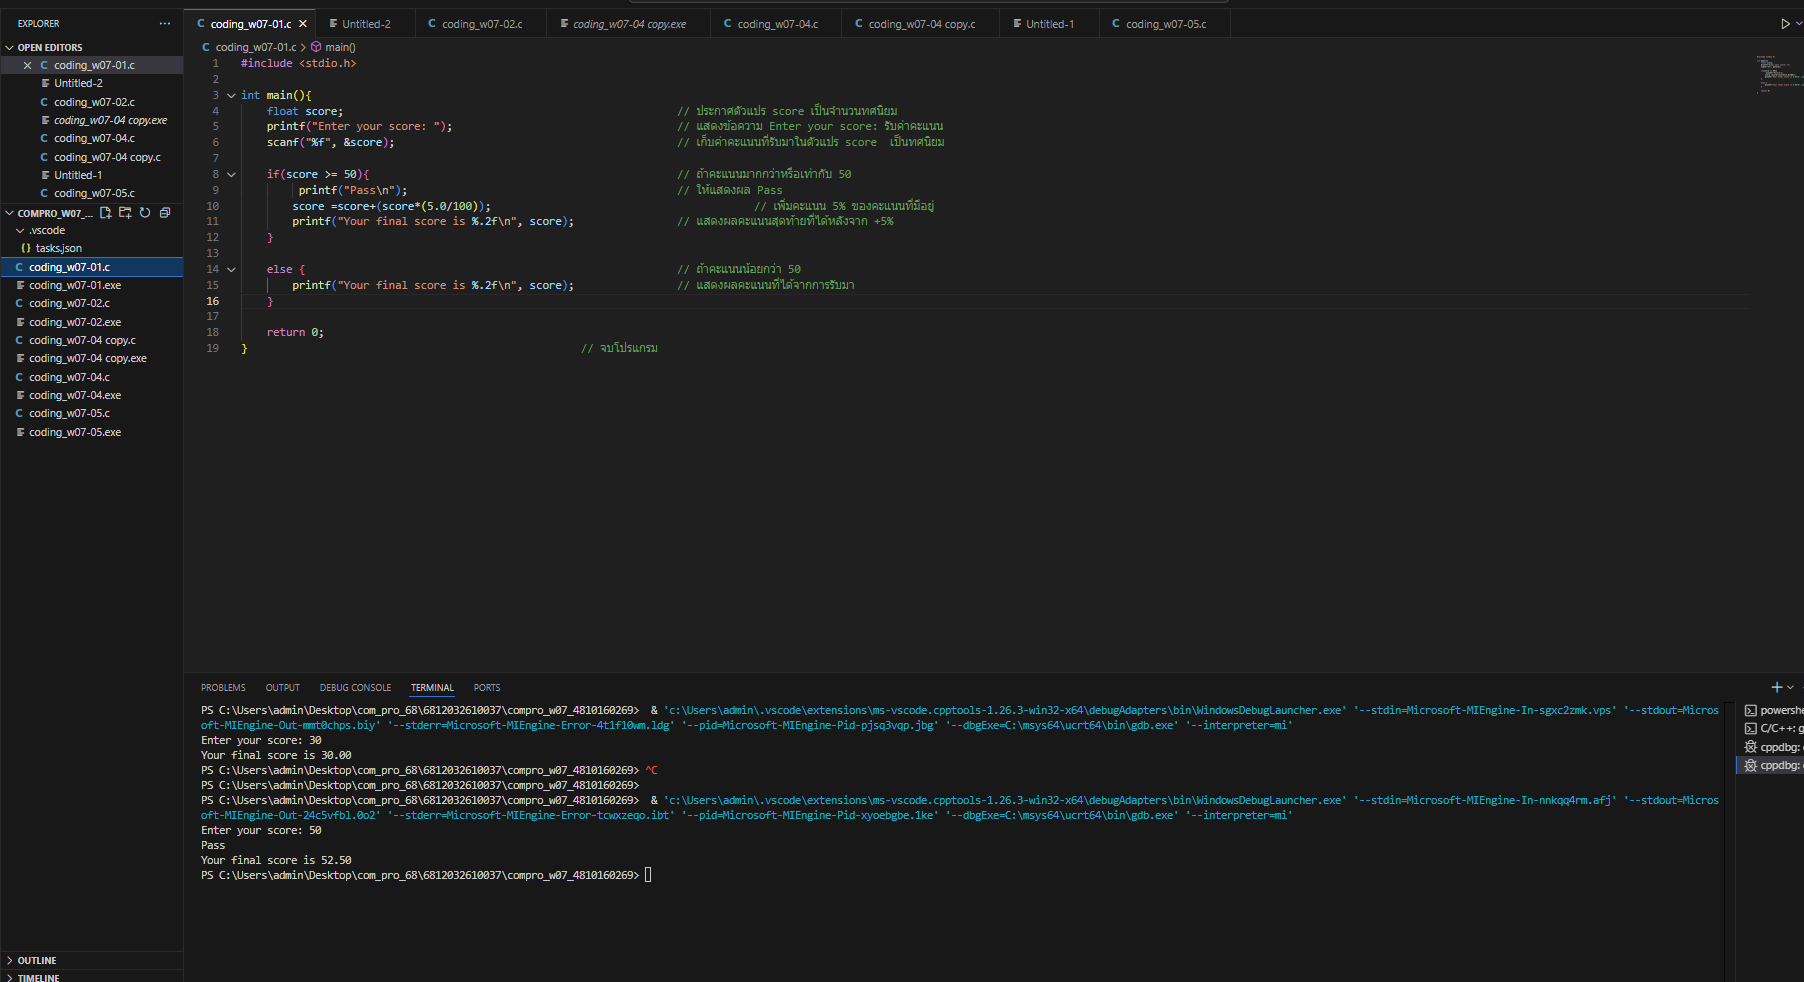 EXPLORER
OPEN EDITORS
coding_w07-01.c
Untitled-2
coding_w07-02.c
coding_w07-04 copy.exe
coding_w07-04.c
coding_w07-04 copy.c
Untitled-1
coding_w07-05.c
COMPRO_W07_...
.vscode
tasks.json
coding_w07-01.c
coding_w07-01.exe
coding_w07-02.c
coding_w07-02.exe
coding_w07-04 copy.c
coding_w07-04 copy.exe
coding_w07-04.c
coding_w07-04.exe
coding_w07-05.c
coding_w07-05.exe
OUTLINE
TIMELINE
coding_w07-01.c Untitled-2 coding_w07-02.c coding_w07-04 copy.exe coding_w07-04.c coding_w07-04 copy.c Untitled-1 coding_w07-05.c
coding_w07-01.c > main()
1 #include <stdio.h>
2
3 int main(){
4 float score; // ประกาศตัวแปร score เป็นจำนวนทศนิยม
5 printf("Enter your score: "); // แสดงข้อความ Enter your score: รับค่าคะแนน
6 scanf("%f", &score); // เก็บค่าคะแนนที่รับมาในตัวแปร score เป็นทศนิยม
7
8 if(score >= 50){ // ถ้าคะแนนมากกว่าหรือเท่ากับ 50
9 printf("Pass\n"); // ให้แสดงผล Pass
10 score =score+(score*(5.0/100)); // เพิ่มคะแนน 5% ของคะแนนที่มีอยู่
11 printf("Your final score is %.2f\n", score); // แสดงผลคะแนนสุดท้ายที่ได้หลังจาก +5%
12 }
13
14 else { // ถ้าคะแนนน้อยกว่า 50
15 printf("Your final score is %.2f\n", score); // แสดงผลคะแนนที่ได้จากการรับมา
16 }
17
18 return 0;
19 } // จบโปรแกรม
PROBLEMS OUTPUT DEBUG CONSOLE TERMINAL PORTS
PS C:\Users\admin\Desktop\com_pro_68\6812032610037\compro_w07_4810160269> & 'c:\Users\admin\.vscode\extensions\ms-vscode.cpptools-1.26.3-win32-x64\debugAdapters\bin\WindowsDebugLauncher.exe' '--stdin=Microsoft-MIEngine-In-sgxc2zmk.vps' '--stdout=Micros
oft-MIEngine-Out-mmt0chps.biy' '--stderr=Microsoft-MIEngine-Error-4t1fl0wm.ldg' '--pid=Microsoft-MIEngine-Pid-pjsq3vqp.jbg' '--dbgExe=C:\msys64\ucrt64\bin\gdb.exe' '--interpreter=mi'
Enter your score: 30
Your final score is 30.00
PS C:\Users\admin\Desktop\com_pro_68\6812032610037\compro_w07_4810160269> ^C
PS C:\Users\admin\Desktop\com_pro_68\6812032610037\compro_w07_4810160269>
PS C:\Users\admin\Desktop\com_pro_68\6812032610037\compro_w07_4810160269> & 'c:\Users\admin\.vscode\extensions\ms-vscode.cpptools-1.26.3-win32-x64\debugAdapters\bin\WindowsDebugLauncher.exe' '--stdin=Microsoft-MIEngine-In-nnkqq4rm.afj' '--stdout=Micros
oft-MIEngine-Out-24c5vfbl.0o2' '--stderr=Microsoft-MIEngine-Error-tcwxzeqo.ibt' '--pid=Microsoft-MIEngine-Pid-xyoebgbe.1ke' '--dbgExe=C:\msys64\ucrt64\bin\gdb.exe' '--interpreter=mi'
Enter your score: 50
Pass
Your final score is 52.50
PS C:\Users\admin\Desktop\com_pro_68\6812032610037\compro_w07_4810160269>
powershe
C/C++: g
cppdbg:
cppdbg: